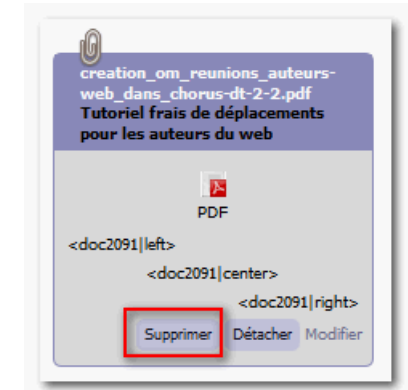 creation_om_reunions_auteurs-
web_dans_chorus-dt-2-2.pdf
Tutoriel frais de déplacements
pour les auteurs du web
PDF
<doc2091|left>
<doc2091|center>
<doc2091|right>
Supprimer Détacher Modifier